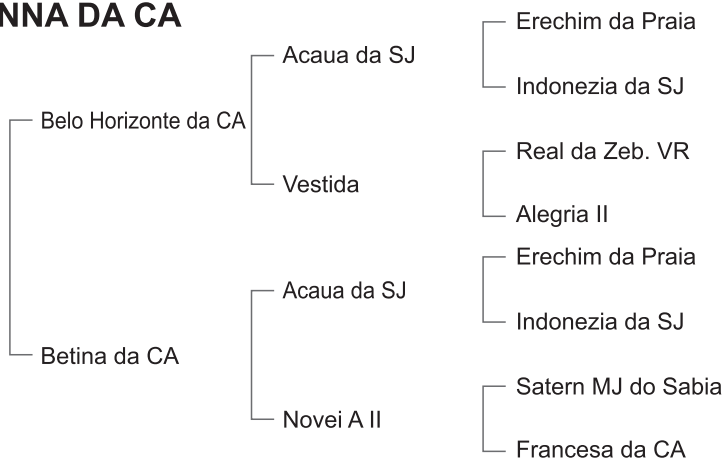 NNA DA CA
Erechim da Praia
Acaua da SJ
Indonezia da SJ
Belo Horizonte da CA
Real da Zeb. VR
Vestida
Alegria II
Erechim da Praia
Acaua da SJ
Indonezia da SJ
Betina da CA
Satern MJ do Sabia
Novei A II
Francesa da CA